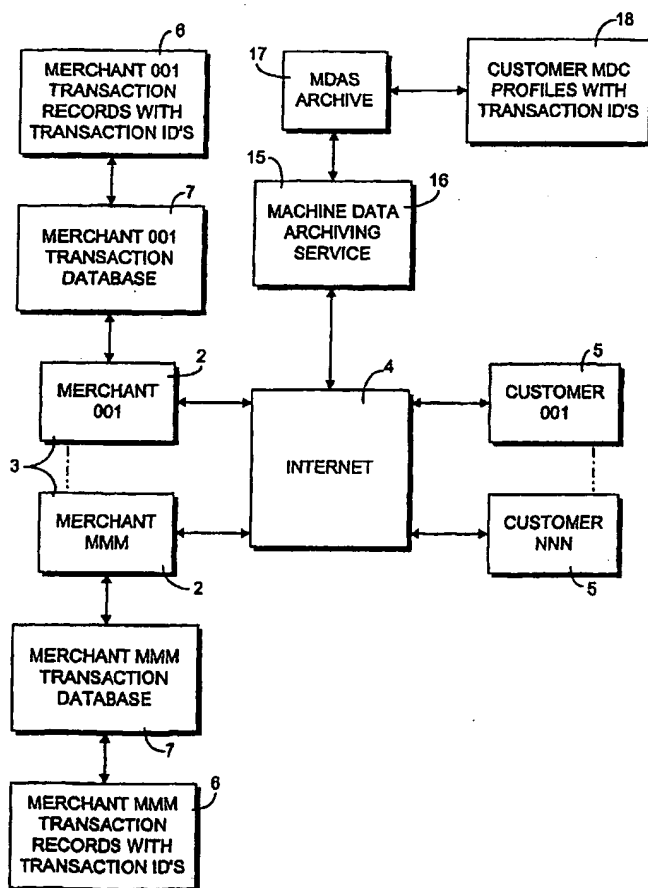 6
MERCHANT 001
TRANSACTION
RECORDS WITH
TRANSACTION ID'S
7
MERCHANT 001
TRANSACTION
DATABASE
17
MDAS
ARCHIVE
18
CUSTOMER MDC
PROFILES WITH
TRANSACTION ID'S
15
16
MACHINE DATA
ARCHIVING
SERVICE
2
MERCHANT
001
3
MERCHANT
MMM
2
4
INTERNET
5
CUSTOMER
001
CUSTOMER
NNN
5
MERCHANT MMM
TRANSACTION
DATABASE
7
6
MERCHANT MMM
TRANSACTION
RECORDS WITH
TRANSACTION ID'S